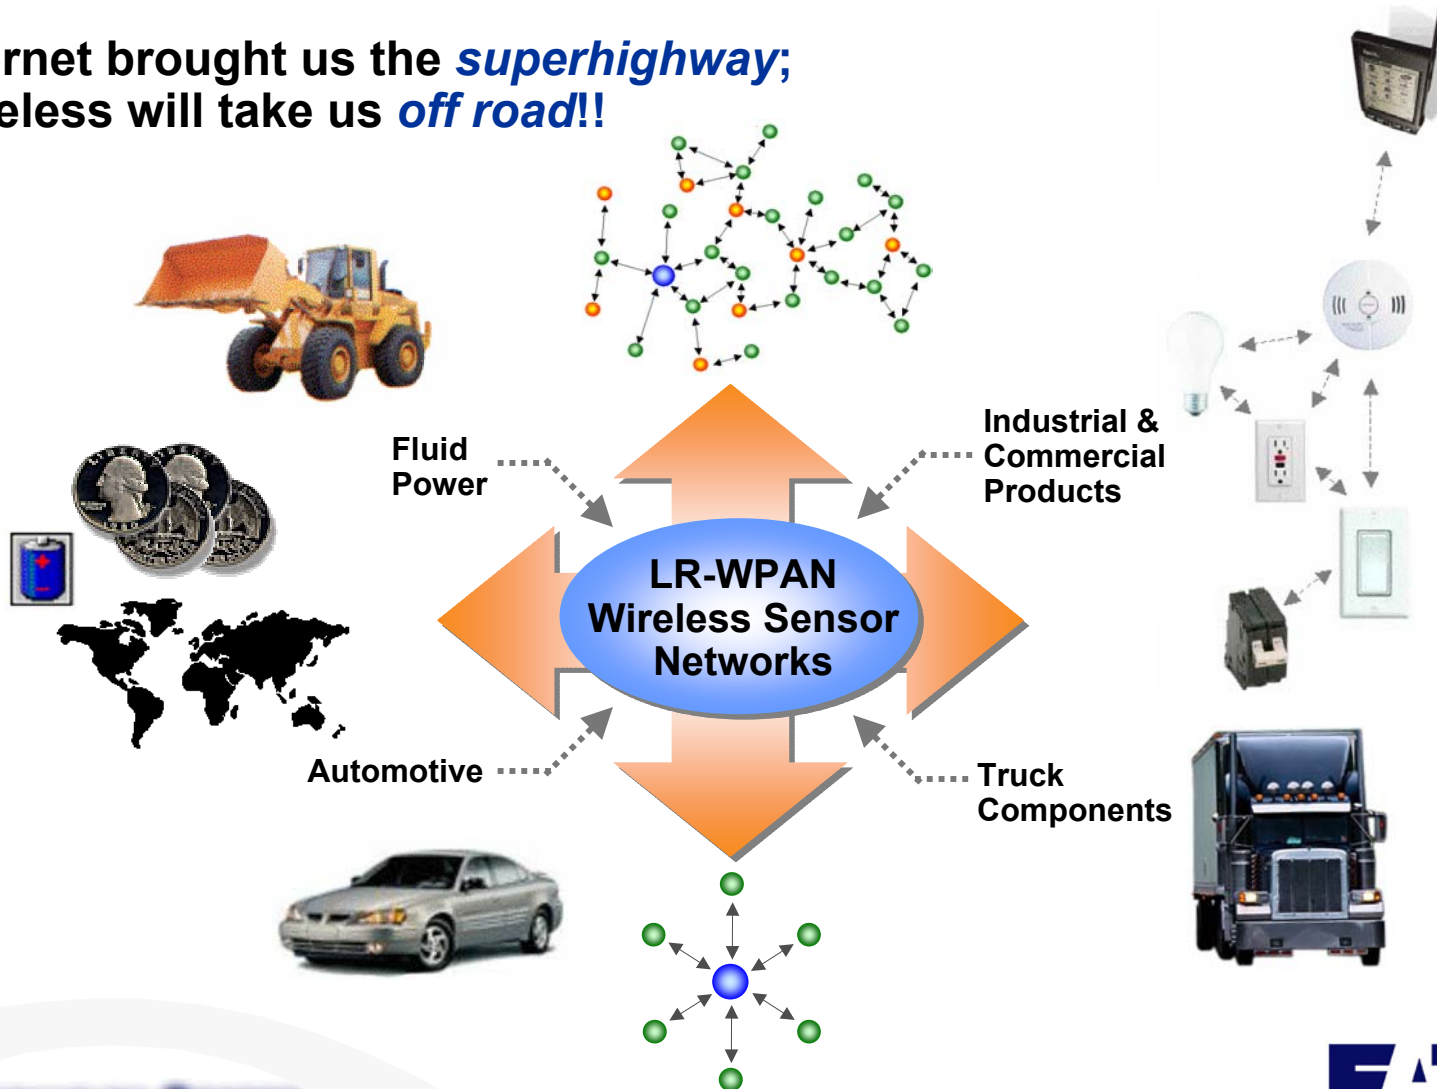 rnet brought us the superhighway;
eless will take us off road!!
Fluid
Power
Industrial &
Commercial
Products
LR-WPAN
Wireless Sensor
Networks
Automotive
Truck
Components